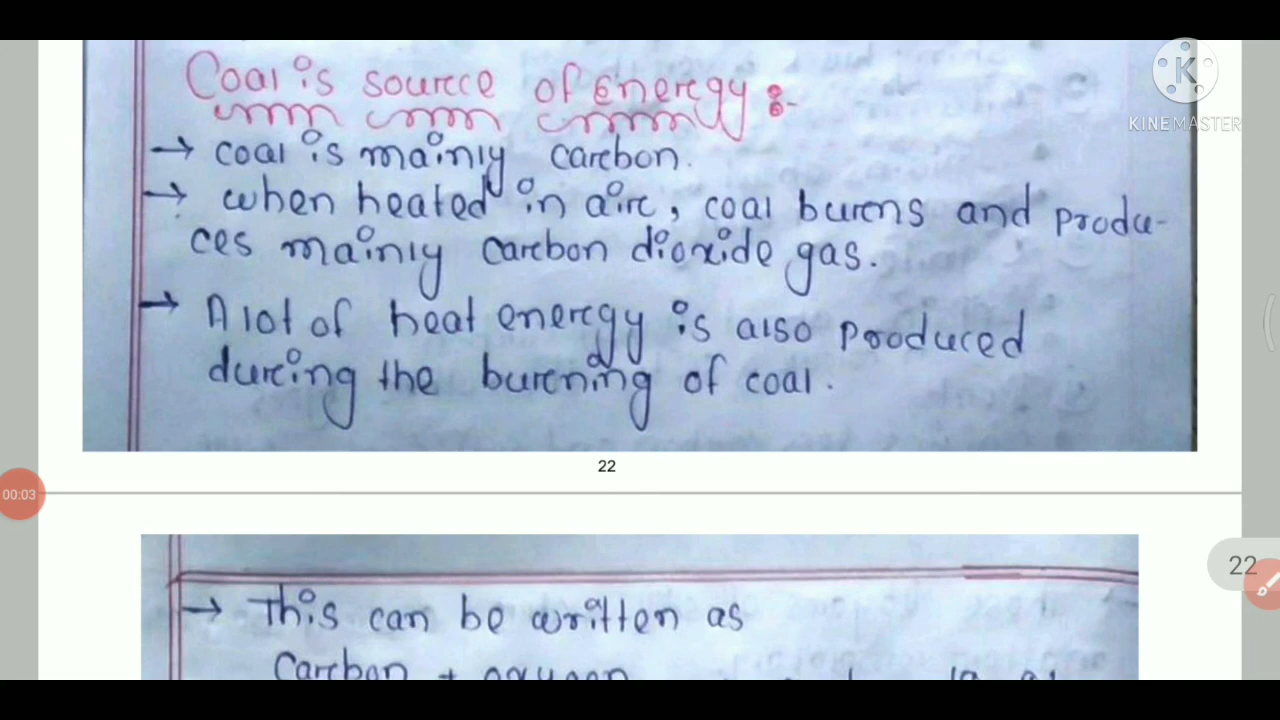 Coal is source of energy :-
→ coal is mainly carbon.
→ when heated in air, coal burns and produ-
ces mainly carbon dioxide gas.
→ A lot of heat energy is also produced
during the burning of coal.
22
→ This can be written as
Carbon + oxygen
KINEMASTER
00:03
22